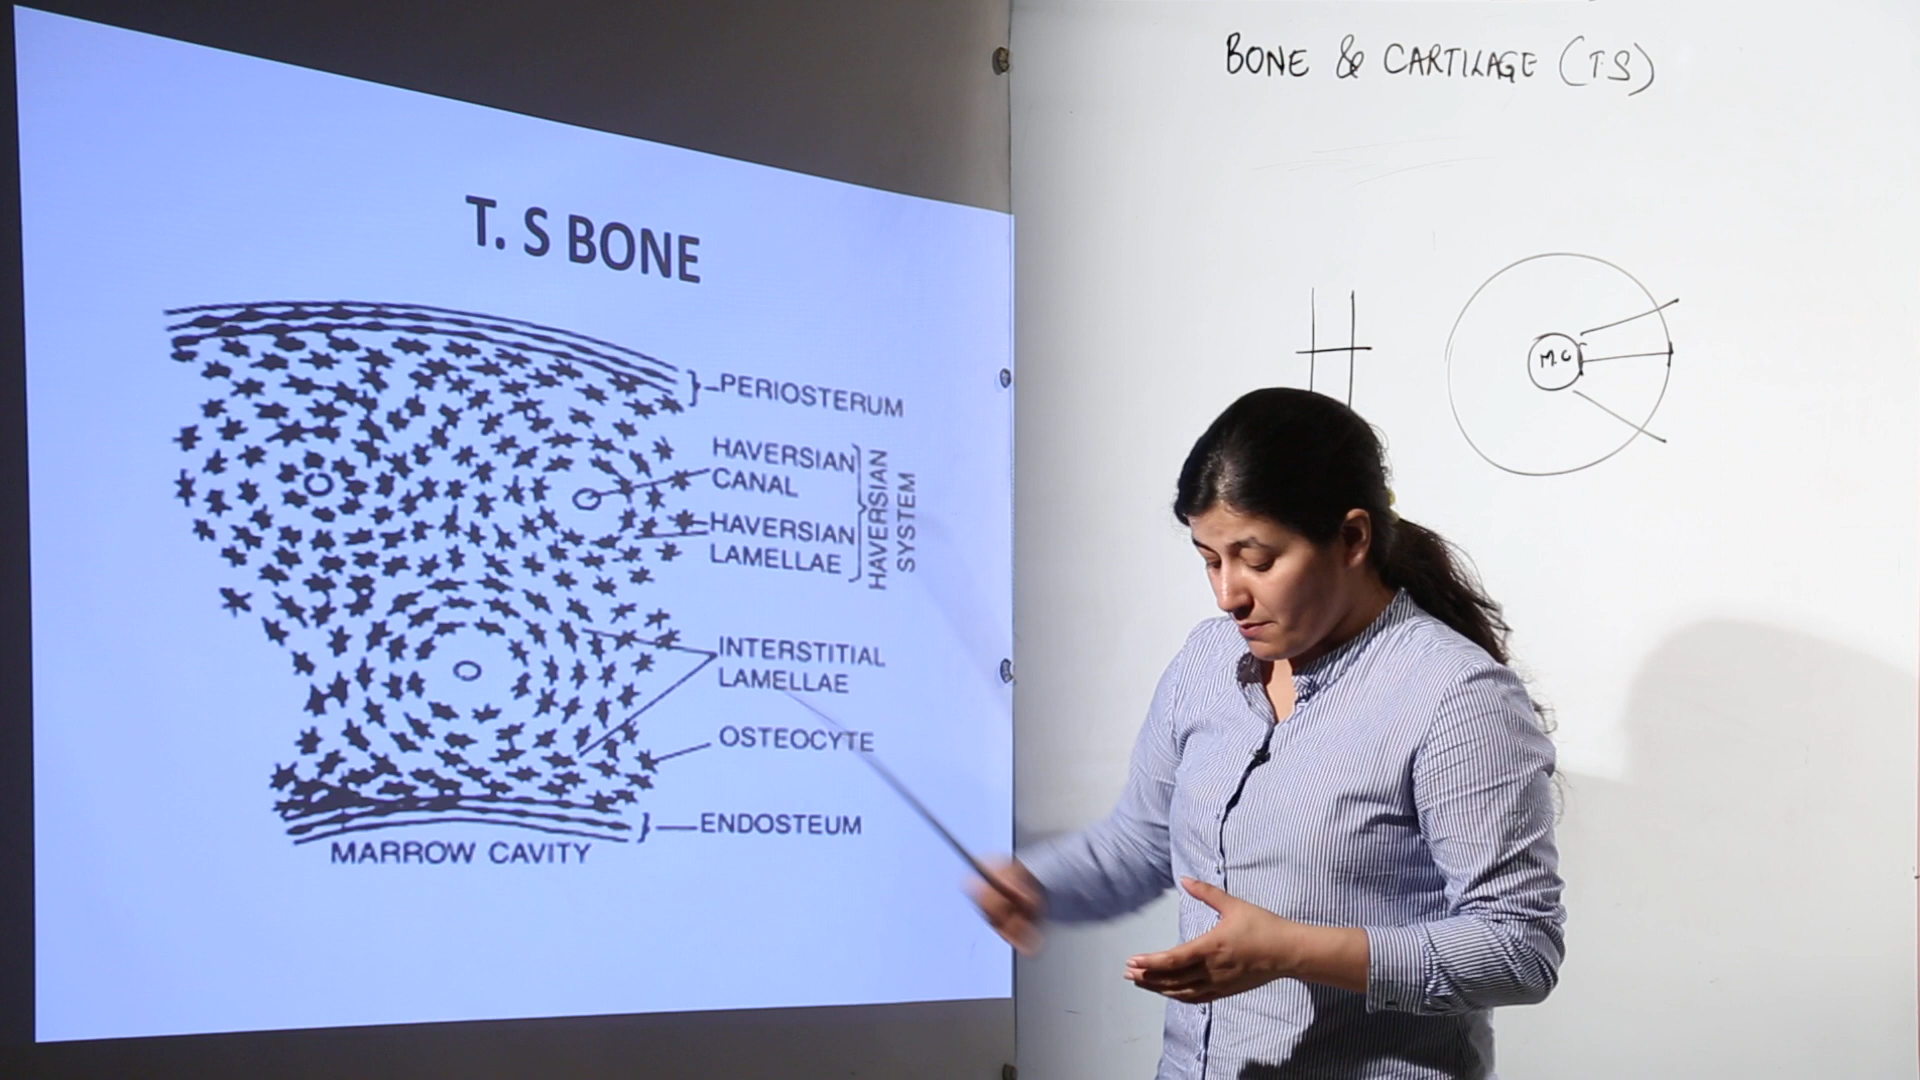 T. S BONE
PERIOSTERUM
HAVERSIAN
CANAL
HAVERSIAN
LAMELLAE
HAVERSIAN
SYSTEM
INTERSTITIAL
LAMELLAE
OSTEOCYTE
ENDOSTEUM
MARROW CAVITY
BONE & CARTILAGE (T.S)
M.C